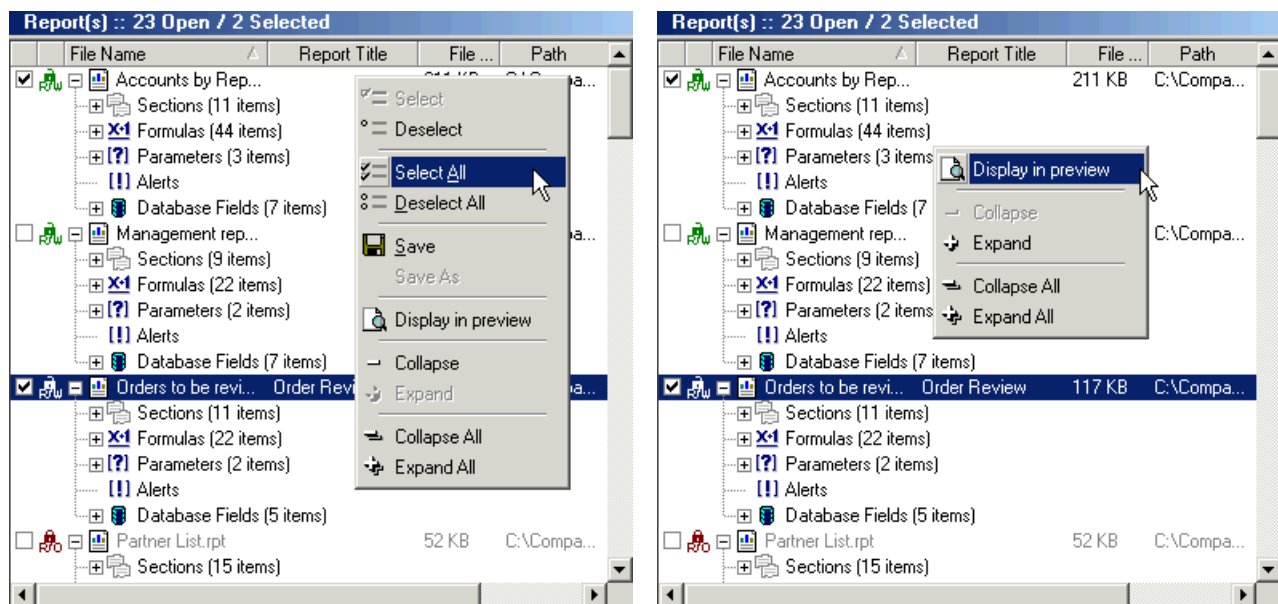 Report(s) :: 23 Open / 2 Selected
File Name Report Title File ... Path
Accounts by Rep...
Sections (11 items)
Formulas (44 items)
Parameters (3 items)
[!] Alerts
Database Fields (7 items)
Management rep...
Sections (9 items)
X+1 Formulas (22 items)
[?] Parameters (2 items)
[!] Alerts
Database Fields (7 items)
Orders to be revi... Order Revi
Sections (11 items)
X+1 Formulas (22 items)
[?] Parameters (2 items)
[!] Alerts
Database Fields (5 items)
Partner List.rpt 52 KB C:\Compa...
Sections (15 items)
Select
Deselect
Select All
Deselect All
Save
Save As
Display in preview
Collapse
Expand
Collapse All
Expand All
Report(s) :: 23 Open / 2 Selected
File Name Report Title File ... Path
Accounts by Rep... 211 KB C:\Compa...
Sections (11 items)
X+1 Formulas (44 items)
[?] Parameters (3 items
[!] Alerts
Database Fields (7
Management rep... C:\Compa...
Sections (9 items)
X+1 Formulas (22 items)
[?] Parameters (2 items
[!] Alerts
Database Fields (7 items)
Orders to be revi... Order Review 117 KB C:\Compa...
Sections (11 items)
X+1 Formulas (22 items)
[?] Parameters (2 items)
[!] Alerts
Database Fields (5 items)
Partner List.rpt 52 KB C:\Compa...
Sections (15 items)
Display in preview
Collapse
Expand
Collapse All
Expand All